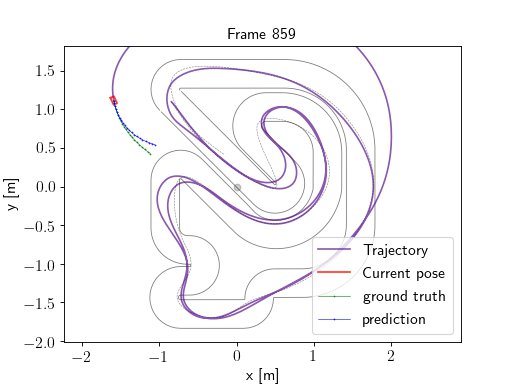 Frame 859
y [m]
1.5
1.0
0.5
0.0
−0.5
−1.0
−1.5
−2.0
−2 −1 0 1 2
x [m]
Trajectory
Current pose
ground truth
prediction